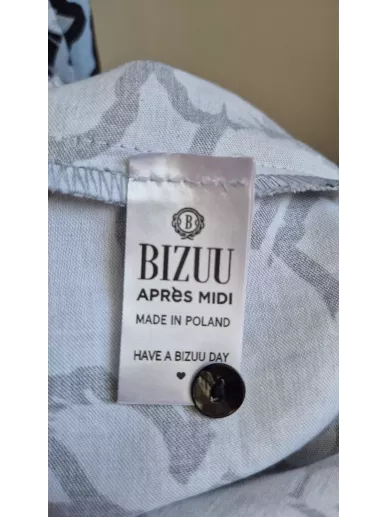 B
BIZUU
APRès MIDI
MADE IN POLAND
HAVE A BIZUU DAY